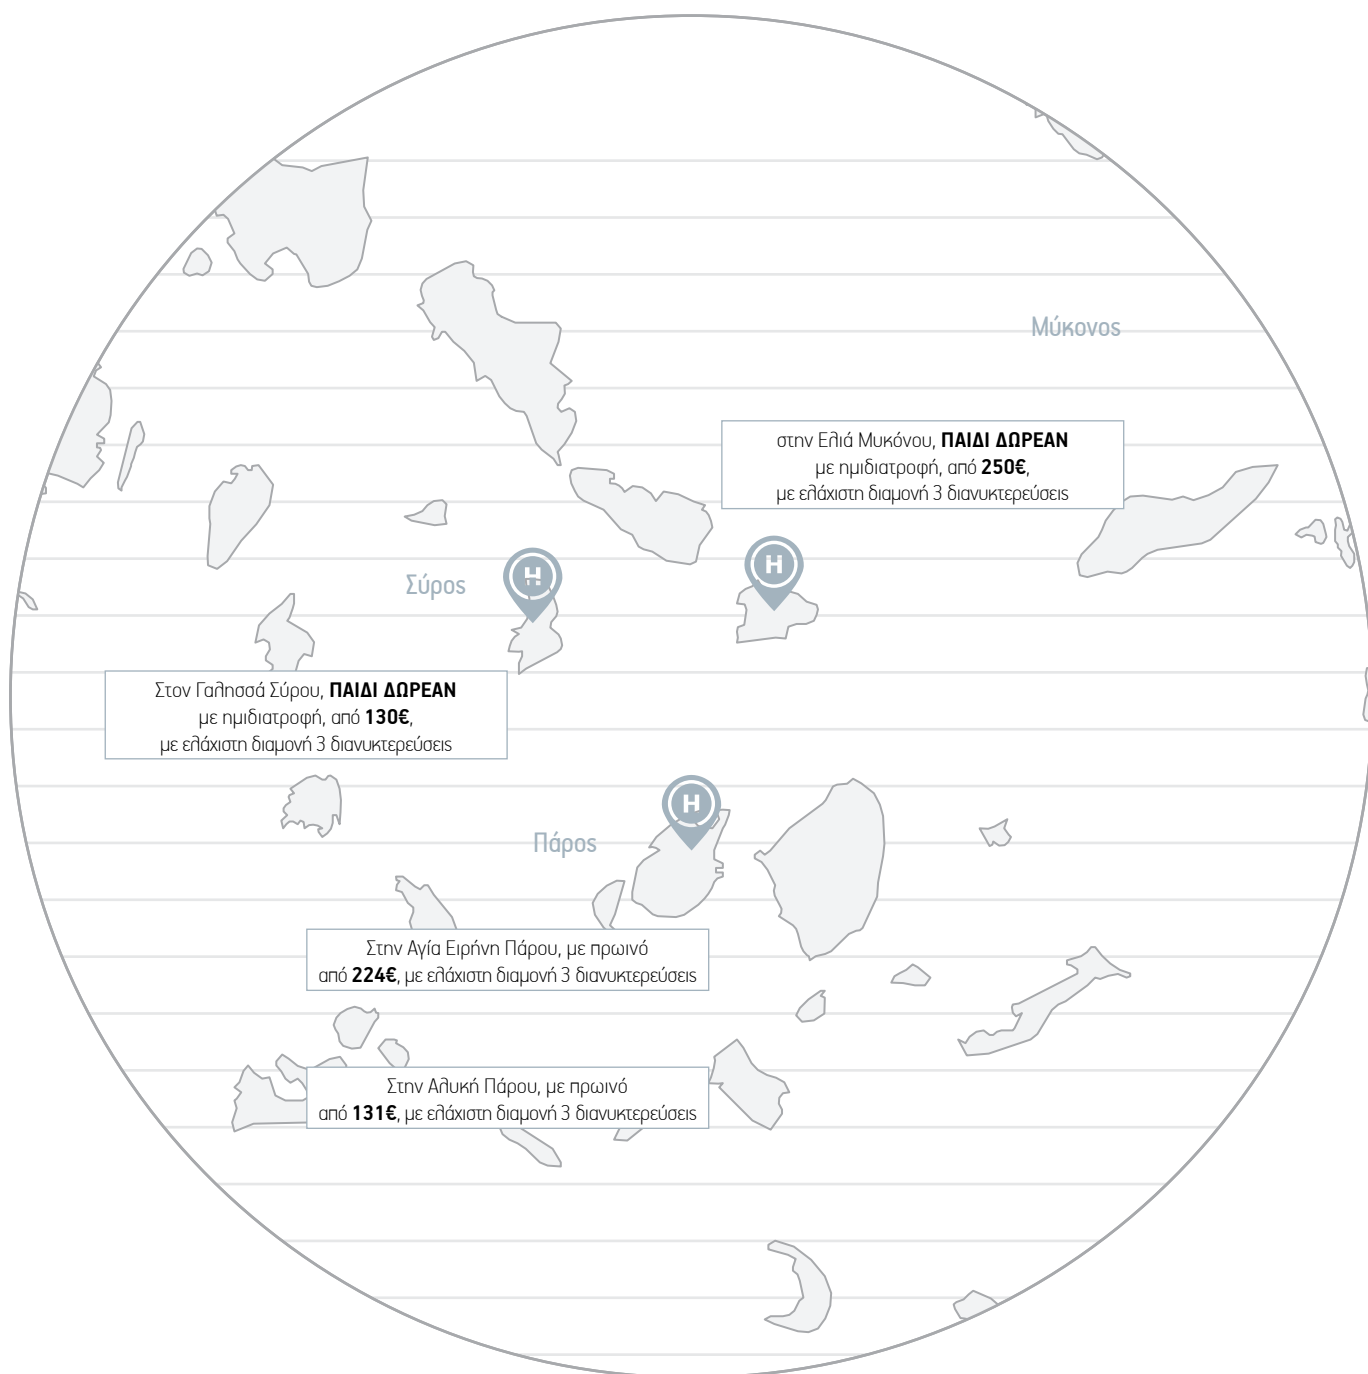 Μύκονος
στην Ελιά Μυκόνου, ΠΑΙΔΙ ΔΩΡΕΑΝ
με ημιδιατροφή, από 250€,
με ελάχιστη διαμονή 3 διανυκτερεύσεις
H
H
Σύρος
Στον Γαλησσά Σύρου, ΠΑΙΔΙ ΔΩΡΕΑΝ
με ημιδιατροφή, από 130€,
με ελάχιστη διαμονή 3 διανυκτερεύσεις
H
Πάρος
Στην Αγία Ειρήνη Πάρου, με πρωινό
από 224€, με ελάχιστη διαμονή 3 διανυκτερεύσεις
Στην Αλυκή Πάρου, με πρωινό
από 131€, με ελάχιστη διαμονή 3 διανυκτερεύσεις